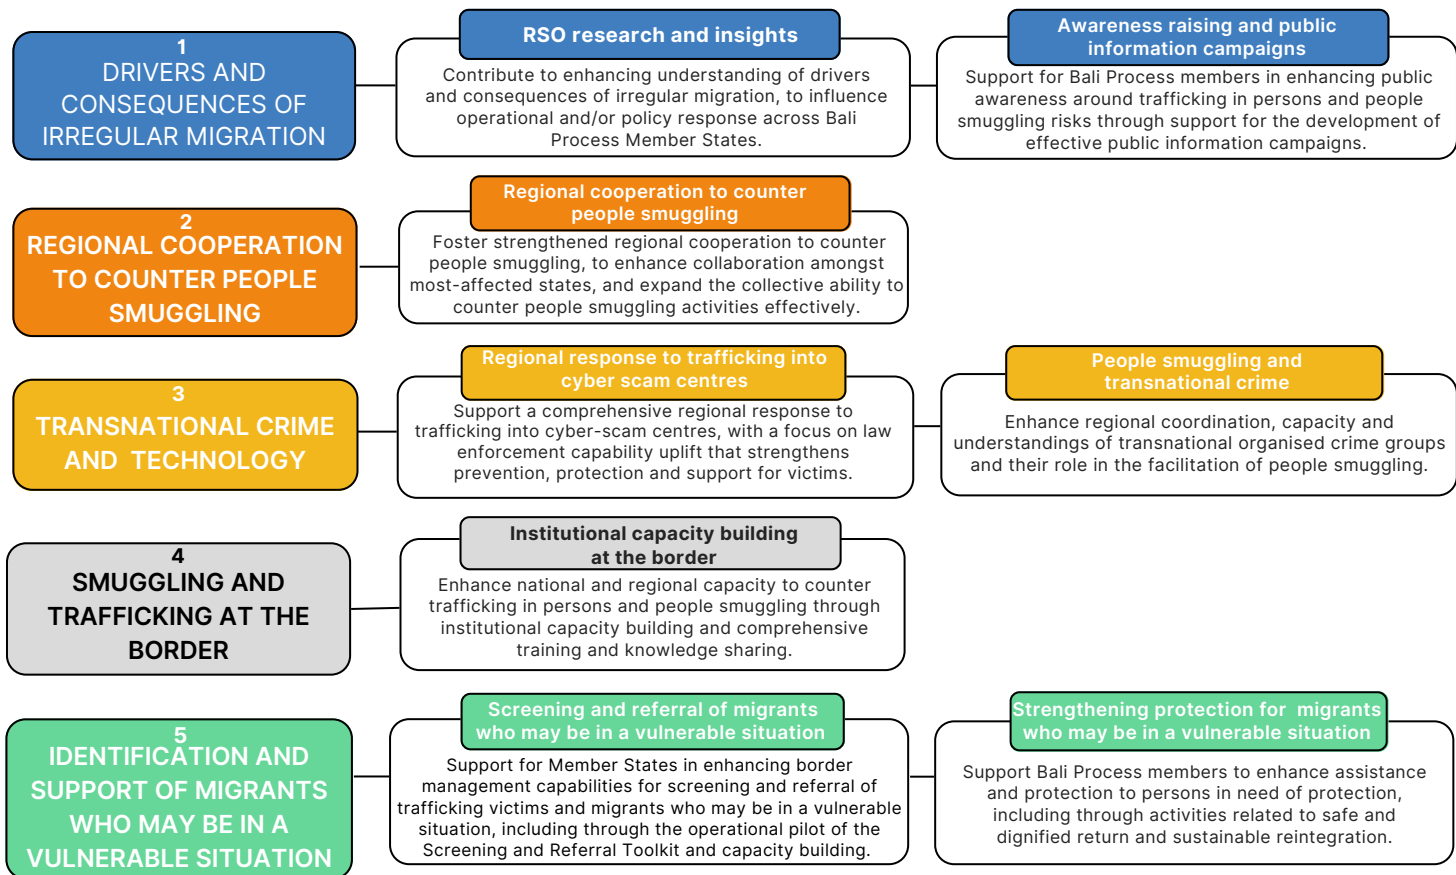 1
DRIVERS AND
CONSEQUENCES OF
IRREGULAR MIGRATION
RSO research and insights
Contribute to enhancing understanding of drivers
and consequences of irregular migration, to influence
operational and/or policy response across Bali
Process Member States.
Awareness raising and public
information campaigns
Support for Bali Process members in enhancing public
awareness around trafficking in persons and people
smuggling risks through support for the development of
effective public information campaigns.
2
REGIONAL COOPERATION
TO COUNTER PEOPLE
SMUGGLING
Regional cooperation to counter
people smuggling
Foster strengthened regional cooperation to counter
people smuggling, to enhance collaboration amongst
most-affected states, and expand the collective ability to
counter people smuggling activities effectively.
3
TRANSNATIONAL CRIME
AND TECHNOLOGY
Regional response to trafficking into
cyber scam centres
Support a comprehensive regional response to
trafficking into cyber-scam centres, with a focus on law
enforcement capability uplift that strengthens
prevention, protection and support for victims.
People smuggling and
transnational crime
Enhance regional coordination, capacity and
understandings of transnational organised crime groups
and their role in the facilitation of people smuggling.
4
SMUGGLING AND
TRAFFICKING AT THE
BORDER
Institutional capacity building
at the border
Enhance national and regional capacity to counter
trafficking in persons and people smuggling through
institutional capacity building and comprehensive
training and knowledge sharing.
5
IDENTIFICATION AND
SUPPORT OF MIGRANTS
WHO MAY BE IN A
VULNERABLE SITUATION
Screening and referral of migrants
who may be in a vulnerable situation
Support for Member States in enhancing border
management capabilities for screening and referral of
trafficking victims and migrants who may be in a vulnerable
situation, including through the operational pilot of the
Screening and Referral Toolkit and capacity building.
Strengthening protection for migrants
who may be in a vulnerable situation
Support Bali Process members to enhance assistance
and protection to persons in need of protection,
including through activities related to safe and
dignified return and sustainable reintegration.